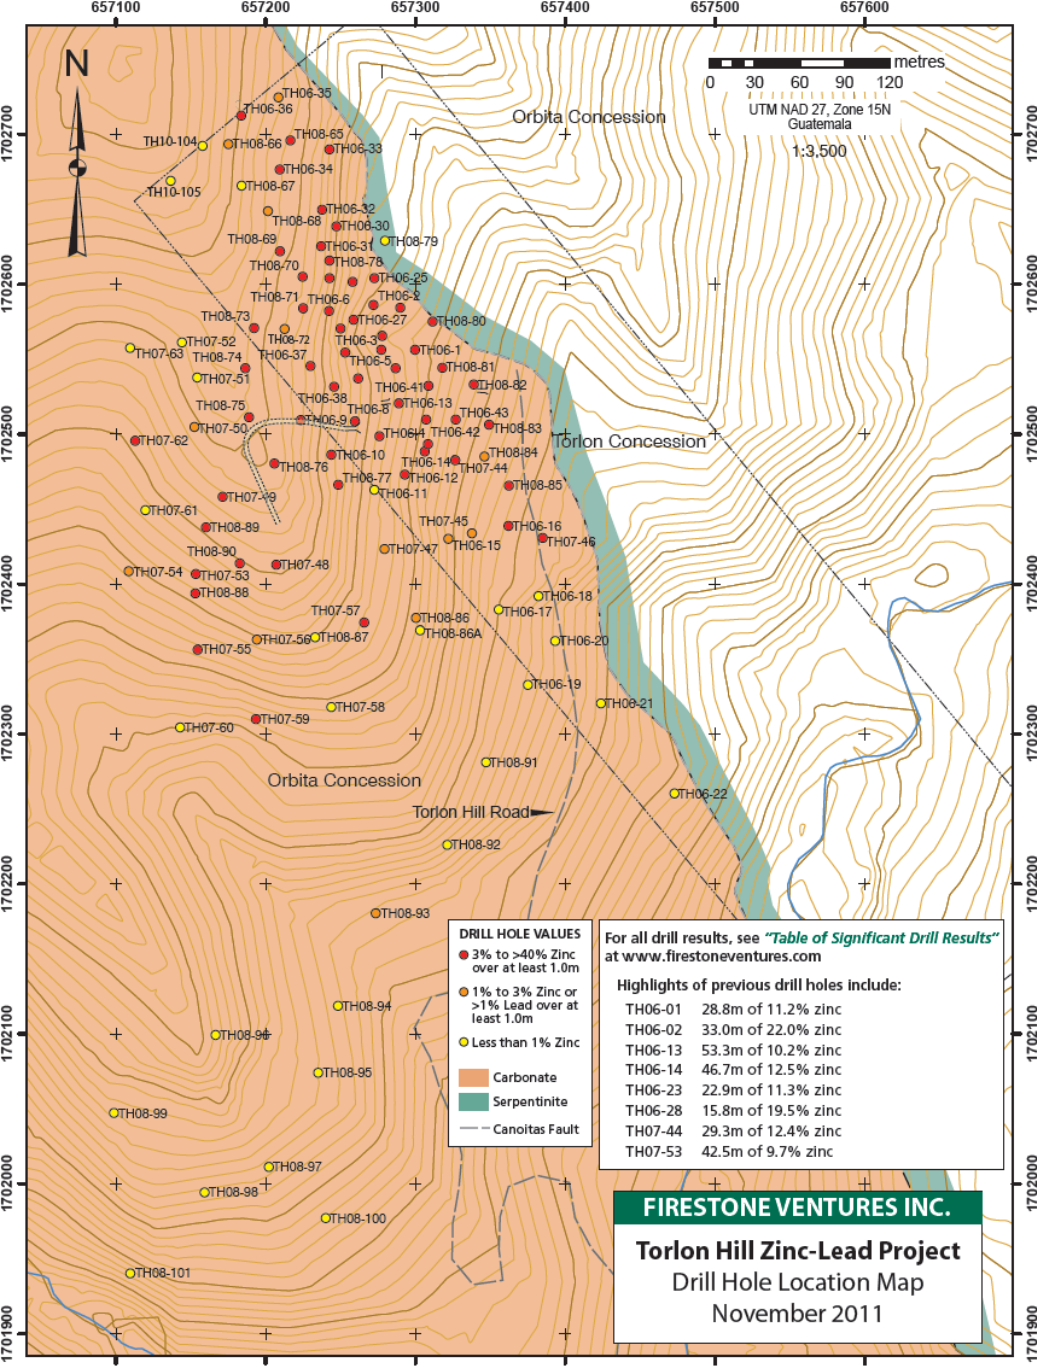 657100 657200 657300 657400 657500 657600
N
metres
0 30 60 90 120
UTM NAD 27, Zone 15N
Guatemala
1:3,500
Orbita Concession
1702700
1702600
1702500
1702400
1702300
1702200
1702100
1702000
1701900
1702700
1702600
1702500
1702400
1702300
1702200
1702100
1702000
1701900
TH06-35
TH06-36
TH08-65
TH10-104
TH08-66
TH06-33
TH06-34
TH10-105
TH08-67
TH06-32
TH08-68
TH06-30
TH08-69
TH06-31
TH08-79
TH08-70
TH08-78
TH06-25
TH08-71
TH06-6
TH06-2
TH08-73
TH06-27
TH08-80
TH08-72
TH06-3
TH07-52
TH07-63
TH08-74
TH06-37
TH06-5
TH06-1
TH08-81
TH07-51
TH06-41
TH08-82
TH06-38
TH06-8
TH06-13
TH08-75
TH06-9
TH06-43
TH07-50
TH06-42
TH08-83
TH07-62
Torlon Concession
TH06-10
TH08-84
TH06-14
TH07-44
TH08-76
TH08-77
TH06-12
TH06-11
TH08-85
TH07-49
TH07-61
TH07-45
TH06-16
TH08-89
TH06-15
TH07-46
TH08-90
TH07-47
TH07-54
TH07-53
TH07-48
TH08-88
TH06-18
TH07-57
TH06-17
TH08-86
TH08-86A
TH07-56
TH08-87
TH06-20
TH07-55
TH06-19
TH07-58
TH06-21
TH07-59
TH07-60
TH08-91
Orbita Concession
TH06-22
Torlon Hill Road
TH08-92
TH08-93
TH08-94
TH08-96
TH08-95
TH08-99
TH08-97
TH08-98
TH08-100
TH08-101
DRILL HOLE VALUES
3% to >40% Zinc
over at least 1.0m
1% to 3% Zinc or
>1% Lead over at
least 1.0m
Less than 1% Zinc
Carbonate
Serpentinite
Canoitas Fault
For all drill results, see “Table of Significant Drill Results”
at www.firestoneventures.com
Highlights of previous drill holes include:
TH06-01 28.8m of 11.2% zinc
TH06-02 33.0m of 22.0% zinc
TH06-13 53.3m of 10.2% zinc
TH06-14 46.7m of 12.5% zinc
TH06-23 22.9m of 11.3% zinc
TH06-28 15.8m of 19.5% zinc
TH07-44 29.3m of 12.4% zinc
TH07-53 42.5m of 9.7% zinc
FIRESTONE VENTURES INC.
Torlon Hill Zinc-Lead Project
Drill Hole Location Map
November 2011